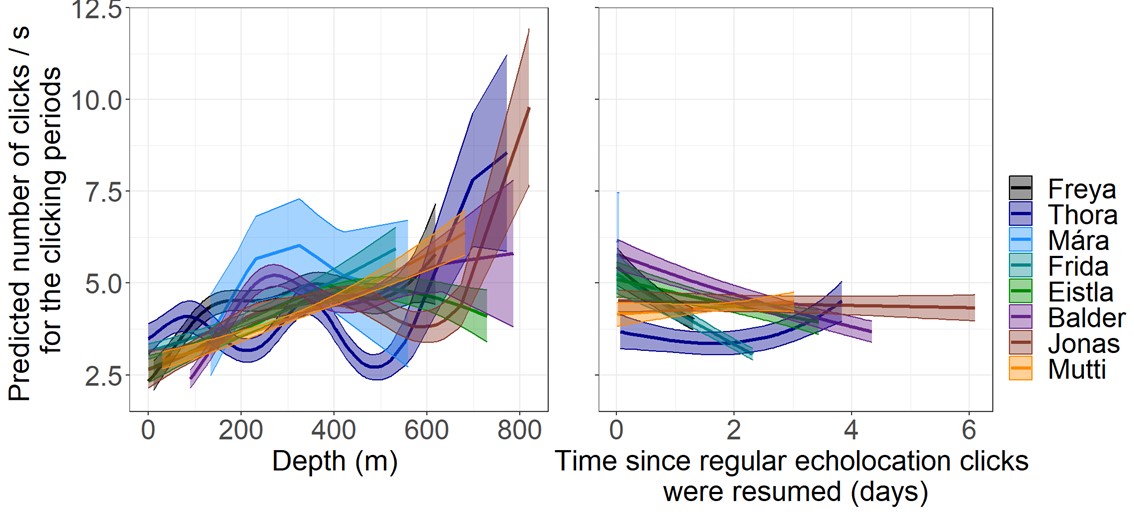 Predicted number of clicks / s
for the clicking periods
12.5
10.0
7.5
5.0
2.5
0 200 400 600 800
Depth (m)
0 2 4 6
Time since regular echolocation clicks
were resumed (days)
Freya
Thora
Mára
Frida
Eistla
Balder
Jonas
Mutti